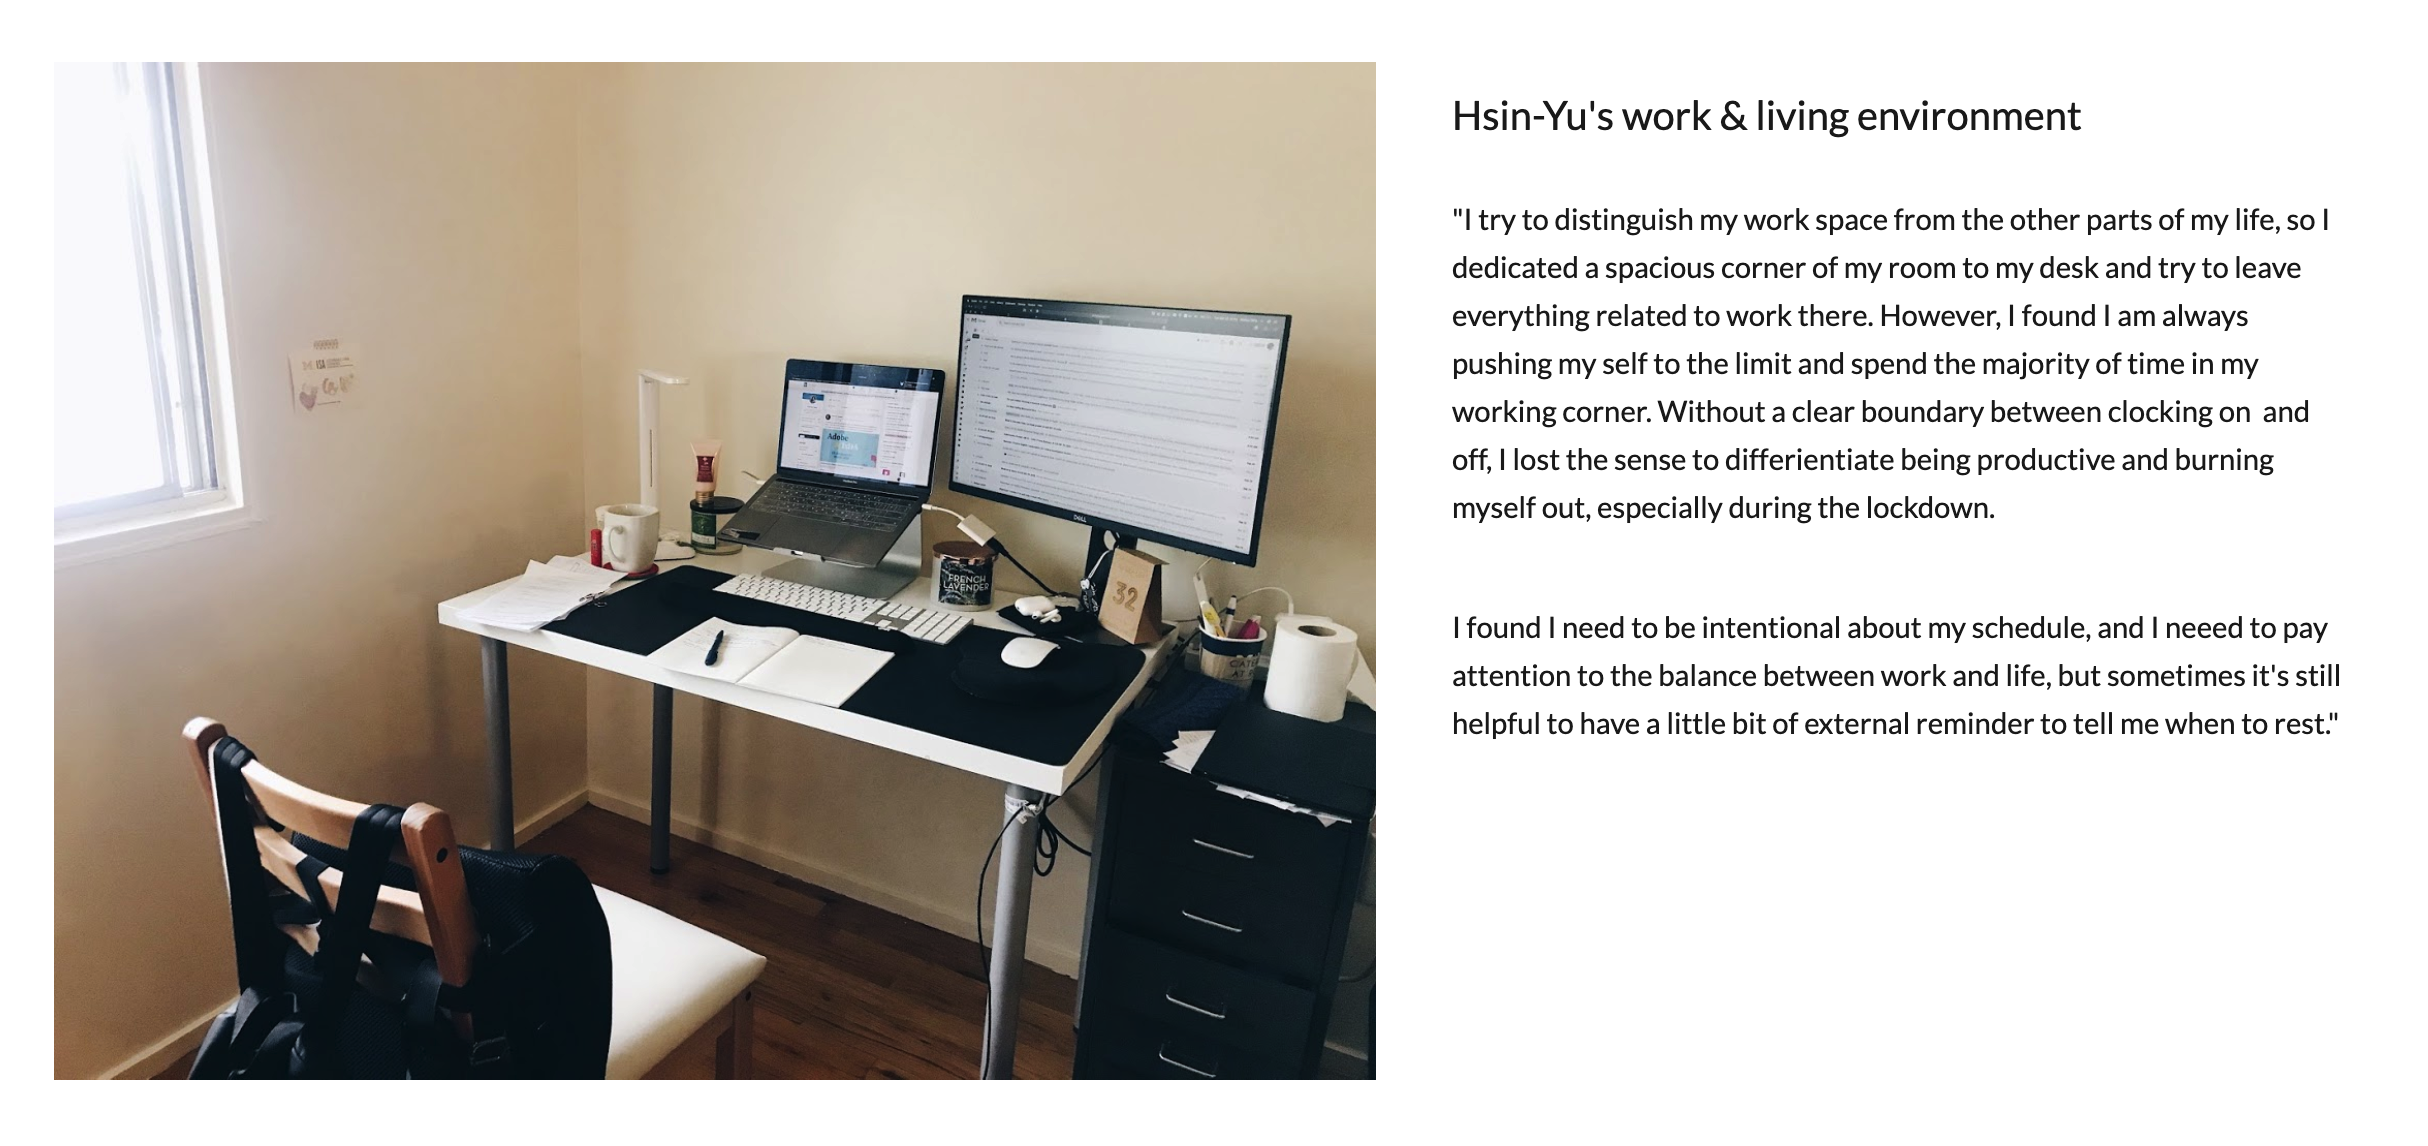 Hsin-Yu's work & living environment
"I try to distinguish my work space from the other parts of my life, so I
dedicated a spacious corner of my room to my desk and try to leave
everything related to work there. However, I found I am always
pushing my self to the limit and spend the majority of time in my
working corner. Without a clear boundary between clocking on  and
off, I lost the sense to differientiate being productive and burning
myself out, especially during the lockdown.
I found I need to be intentional about my schedule, and I neeed to pay
attention to the balance between work and life, but sometimes it's still
helpful to have a little bit of external reminder to tell me when to rest."
Adobe
DELL
FRENCH
LAVENDER
32